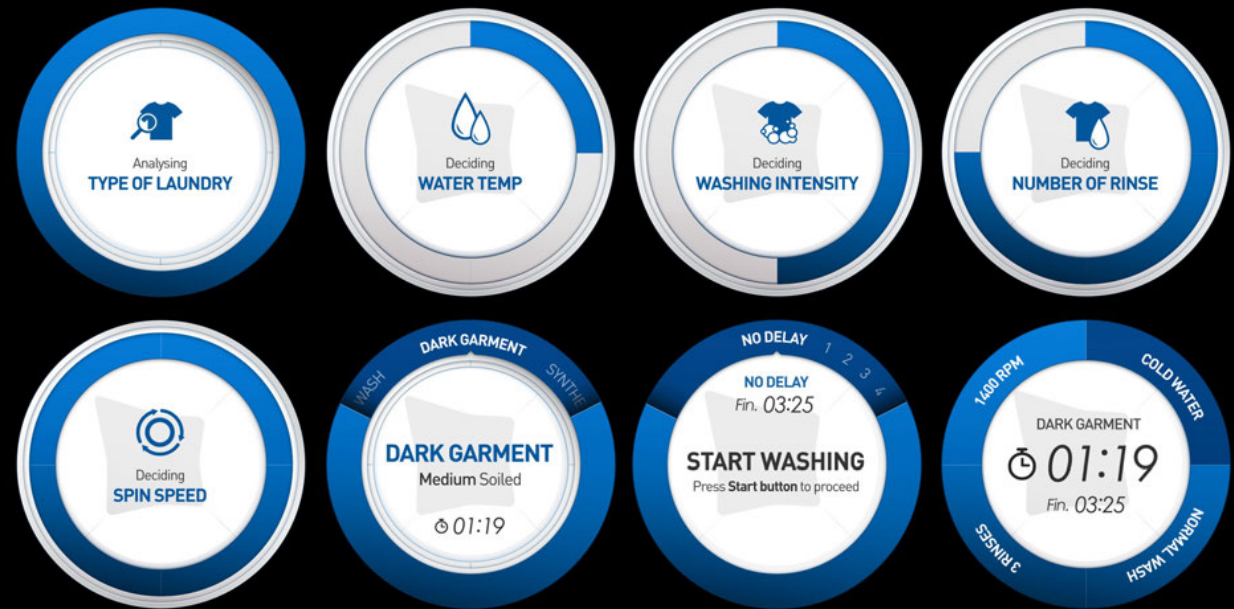 Analysing
TYPE OF LAUNDRY
Deciding
WATER TEMP
Deciding
WASHING INTENSITY
Deciding
NUMBER OF RINSE
Deciding
SPIN SPEED
WASH
DARK GARMENT
SYNTHE
DARK GARMENT
Medium Soiled
01:19
NO DELAY 1 2 3 4
NO DELAY
Fin. 03:25
START WASHING
Press Start button to proceed
1400 RPM
COLD WATER
DARK GARMENT
01:19
Fin. 03:25
3 RINSES
NORMAL WASH